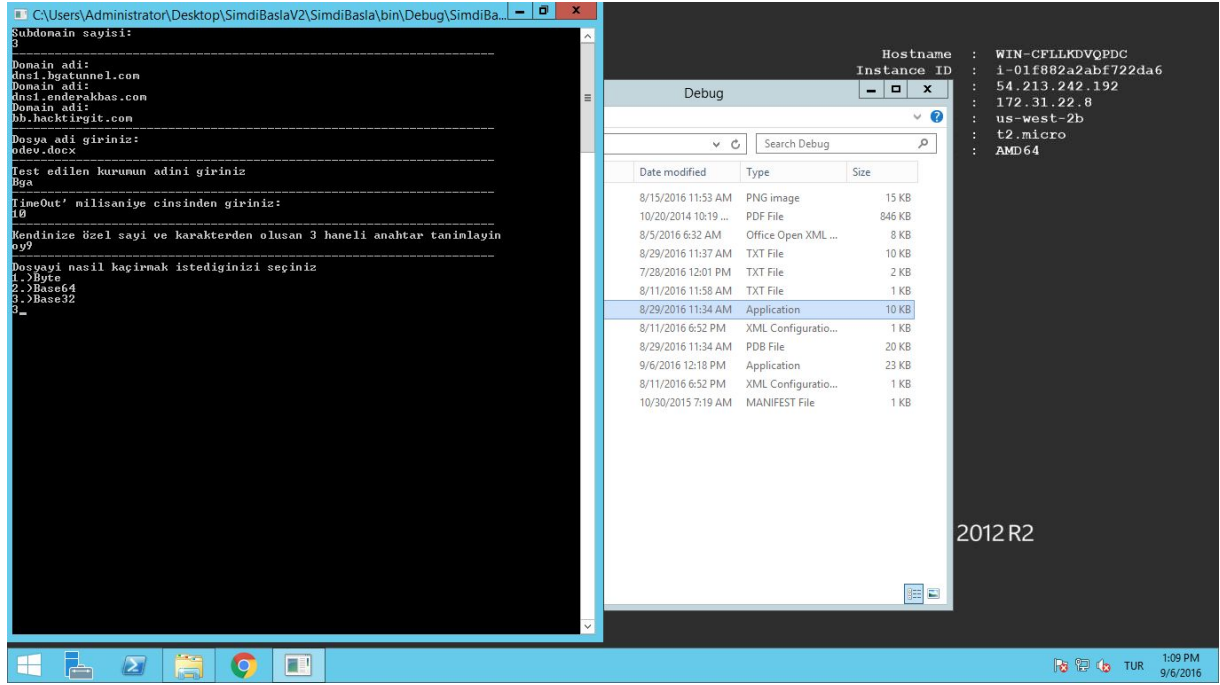 C:\Users\Administrator\Desktop\SimdiBaslaV2\SimdiBasla\bin\Debug\SimdiBa...
Subdomain sayisi:
3
Domain adi:
dns1.bgatunnel.com
Domain adi:
dns1.enderakbas.com
Domain adi:
bb.hacktirgit.com
Dosya adi giriniz:
odev.docx
Test edilen kurumun adini giriniz
Bga
TimeOut' milisaniye cinsinden giriniz:
10
Kendinize özel sayi ve karakterden olusan 3 haneli anahtar tanimlayin
oy9
Dosyayi nasil kaçirmak istediginizi seçiniz
1.)Byte
2.)Base64
3.)Base32
3_
Hostname : WIN-CFLLKDVQPDC
Instance ID : i-01f882a2abf722da6
: 54.213.242.192
: 172.31.22.8
: us-west-2b
: t2.micro
: AMD64
Debug
Search Debug
Date modified Type Size
8/15/2016 11:53 AM PNG image 15 KB
10/20/2014 10:19 ... PDF File 846 KB
8/5/2016 6:32 AM Office Open XML ... 8 KB
8/29/2016 11:37 AM TXT File 10 KB
7/28/2016 12:01 PM TXT File 2 KB
8/11/2016 11:58 AM TXT File 1 KB
8/29/2016 11:34 AM Application 10 KB
8/11/2016 6:52 PM XML Configuratio... 1 KB
8/29/2016 11:34 AM PDB File 20 KB
9/6/2016 12:18 PM Application 23 KB
8/11/2016 6:52 PM XML Configuratio... 1 KB
10/30/2015 7:19 AM MANIFEST File 1 KB
2012 R2
TUR
1:09 PM
9/6/2016